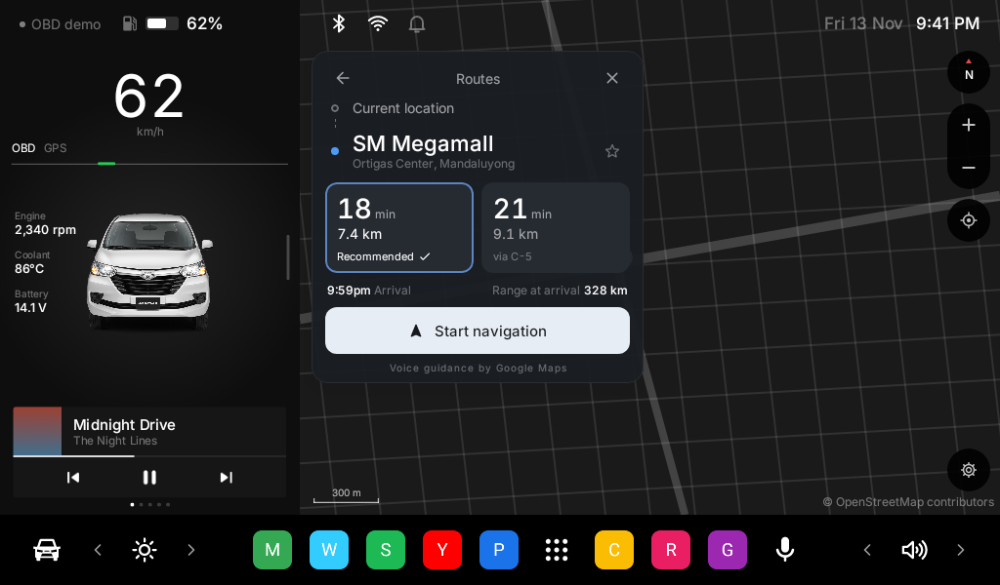 OBD demo
62%
Fri 13 Nov 9:41 PM
62
km/h
OBD GPS
Engine
2,340 rpm
Coolant
86°C
Battery
14.1 V
Midnight Drive
The Night Lines
Routes
Current location
SM Megamall
Ortigas Center, Mandaluyong
18 min
7.4 km
Recommended
21 min
9.1 km
via C-5
9:59pm Arrival
Range at arrival 328 km
Start navigation
Voice guidance by Google Maps
N
300 m
© OpenStreetMap contributors
M W S Y P C R G